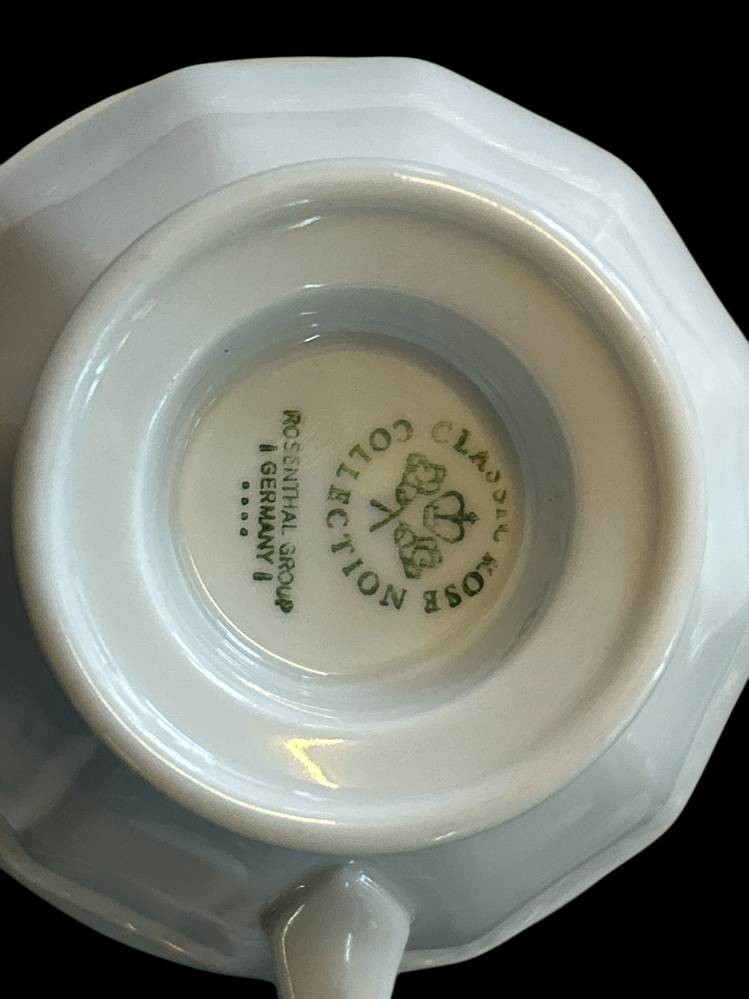 CLASSIC ROSE
COLLECTION
ROSENTHAL GROUP
GERMANY